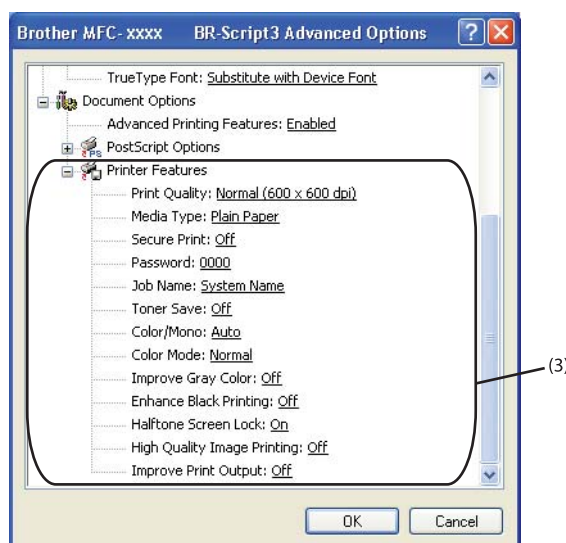 Brother MFC- xxxx BR-Script3 Advanced Options
TrueType Font: Substitute with Device Font
Document Options
Advanced Printing Features: Enabled
PostScript Options
Printer Features
Print Quality: Normal (600 x 600 dpi)
Media Type: Plain Paper
Secure Print: Off
Password: 0000
Job Name: System Name
Toner Save: Off
Color/Mono: Auto
(3)
Color Mode: Normal
Improve Gray Color: Off
Enhance Black Printing: Off
Halftone Screen Lock: On
High Quality Image Printing: Off
Improve Print Output: Off
OK Cancel